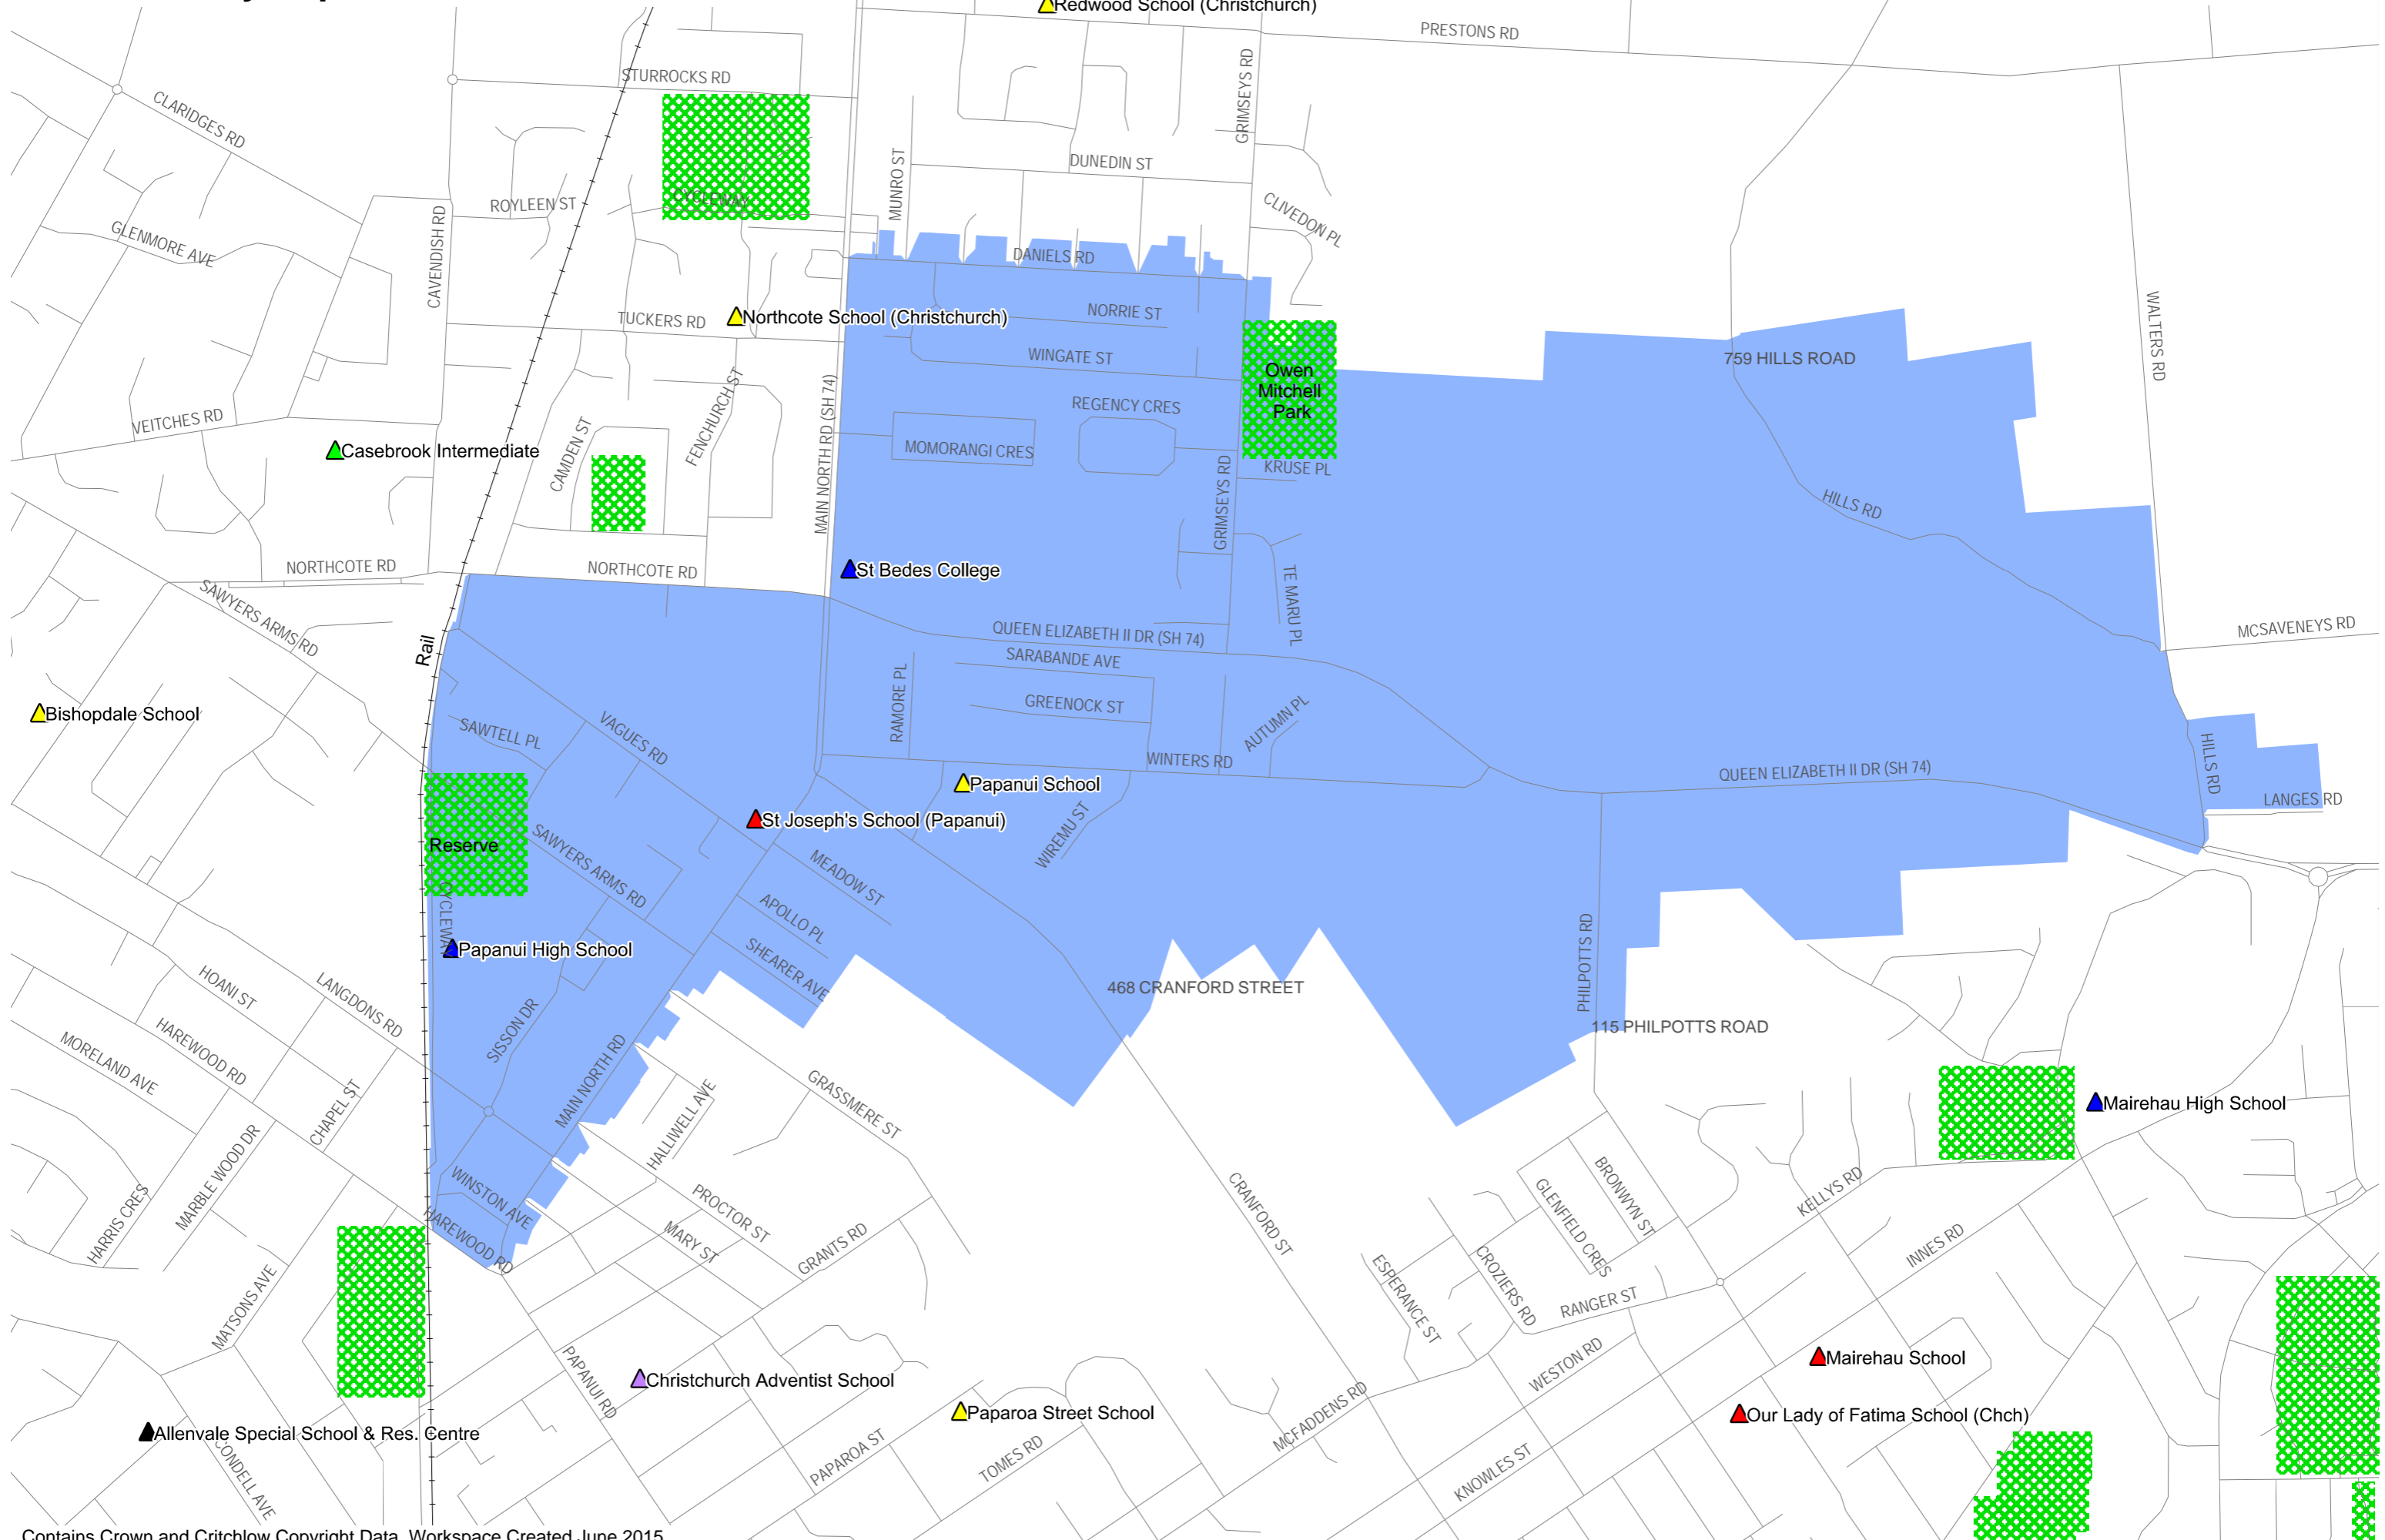 Redwood School (Christchurch)
PRESTONS RD
STURROCKS RD
GRIMSEYS RD
CLARIDGES RD
DUNEDIN ST
MUNRO ST
CYCLEWAY
ROYLEEN ST
CLIVEDON PL
GLENMORE AVE
CAVENDISH RD
DANIELS RD
NORRIE ST
Northcote School (Christchurch)
TUCKERS RD
WALTERS RD
WINGATE ST
759 HILLS ROAD
Owen
Mitchell
Park
REGENCY CRES
FENCHURCH ST
MAIN NORTH RD (SH 74)
VEITCHES RD
Casebrook Intermediate
CAMDEN ST
MOMORANGI CRES
KRUSE PL
GRIMSEYS RD
HILLS RD
NORTHCOTE RD
NORTHCOTE RD
St Bedes College
TE MARU PL
SAWYERS ARMS RD
QUEEN ELIZABETH II DR (SH 74)
MCSAVENEYS RD
Rail
SARABANDE AVE
RAMORE PL
GREENOCK ST
AUTUMN PL
Bishopdale School
SAWTELL PL
VAGUES RD
WINTERS RD
QUEEN ELIZABETH II DR (SH 74)
HILLS RD
LANGES RD
Papanui School
St Joseph's School (Papanui)
WIREMU ST
Reserve
SAWYERS ARMS RD
MEADOW ST
APOLLO PL
CYCLEWAY
Papanui High School
SHEARER AVE
PHILPOTTS RD
468 CRANFORD STREET
115 PHILPOTTS ROAD
HOANI ST
LANGDONS RD
HAREWOOD RD
MORELAND AVE
SISSON DR
MAIN NORTH RD
CHAPEL ST
HALLIWELL AVE
GRASSMERE ST
Mairehau High School
MARBLE WOOD DR
HARRIS CRES
WINSTON AVE
HAREWOOD RD
PROCTOR ST
MARY ST
GRANTS RD
CRANFORD ST
BRONWYN ST
GLENFIELD CRES
KELLYS RD
INNES RD
CROZIERS RD
ESPERANCE ST
RANGER ST
MATSONS AVE
PAPANUI RD
Christchurch Adventist School
WESTON RD
Mairehau School
MCFADDENS RD
Paparoa Street School
Our Lady of Fatima School (Chch)
Allenvale Special School & Res. Centre
CONDELL AVE
PAPAROA ST
TOMES RD
KNOWLES ST
Contains Crown and Critchlow Copyright Data. Workspace Created June 2015